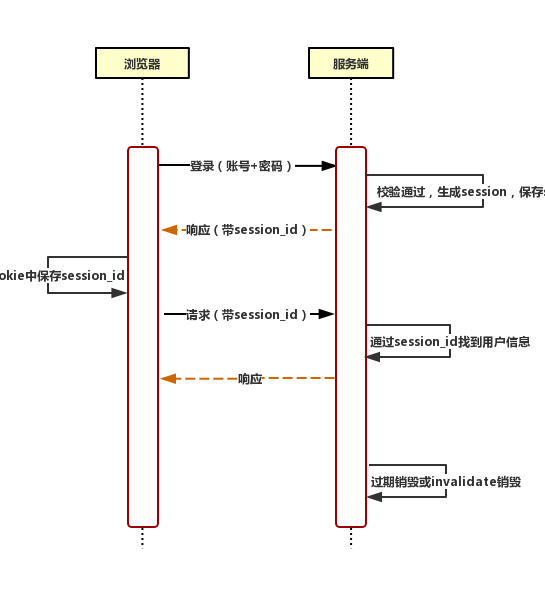 浏览器
服务端
登录（账号+密码）
校验通过，生成session，保存
响应（带session_id）
中保存session_id
请求（带session_id）
通过session_id找到用户信息
响应
过期销毁或invalidate销毁